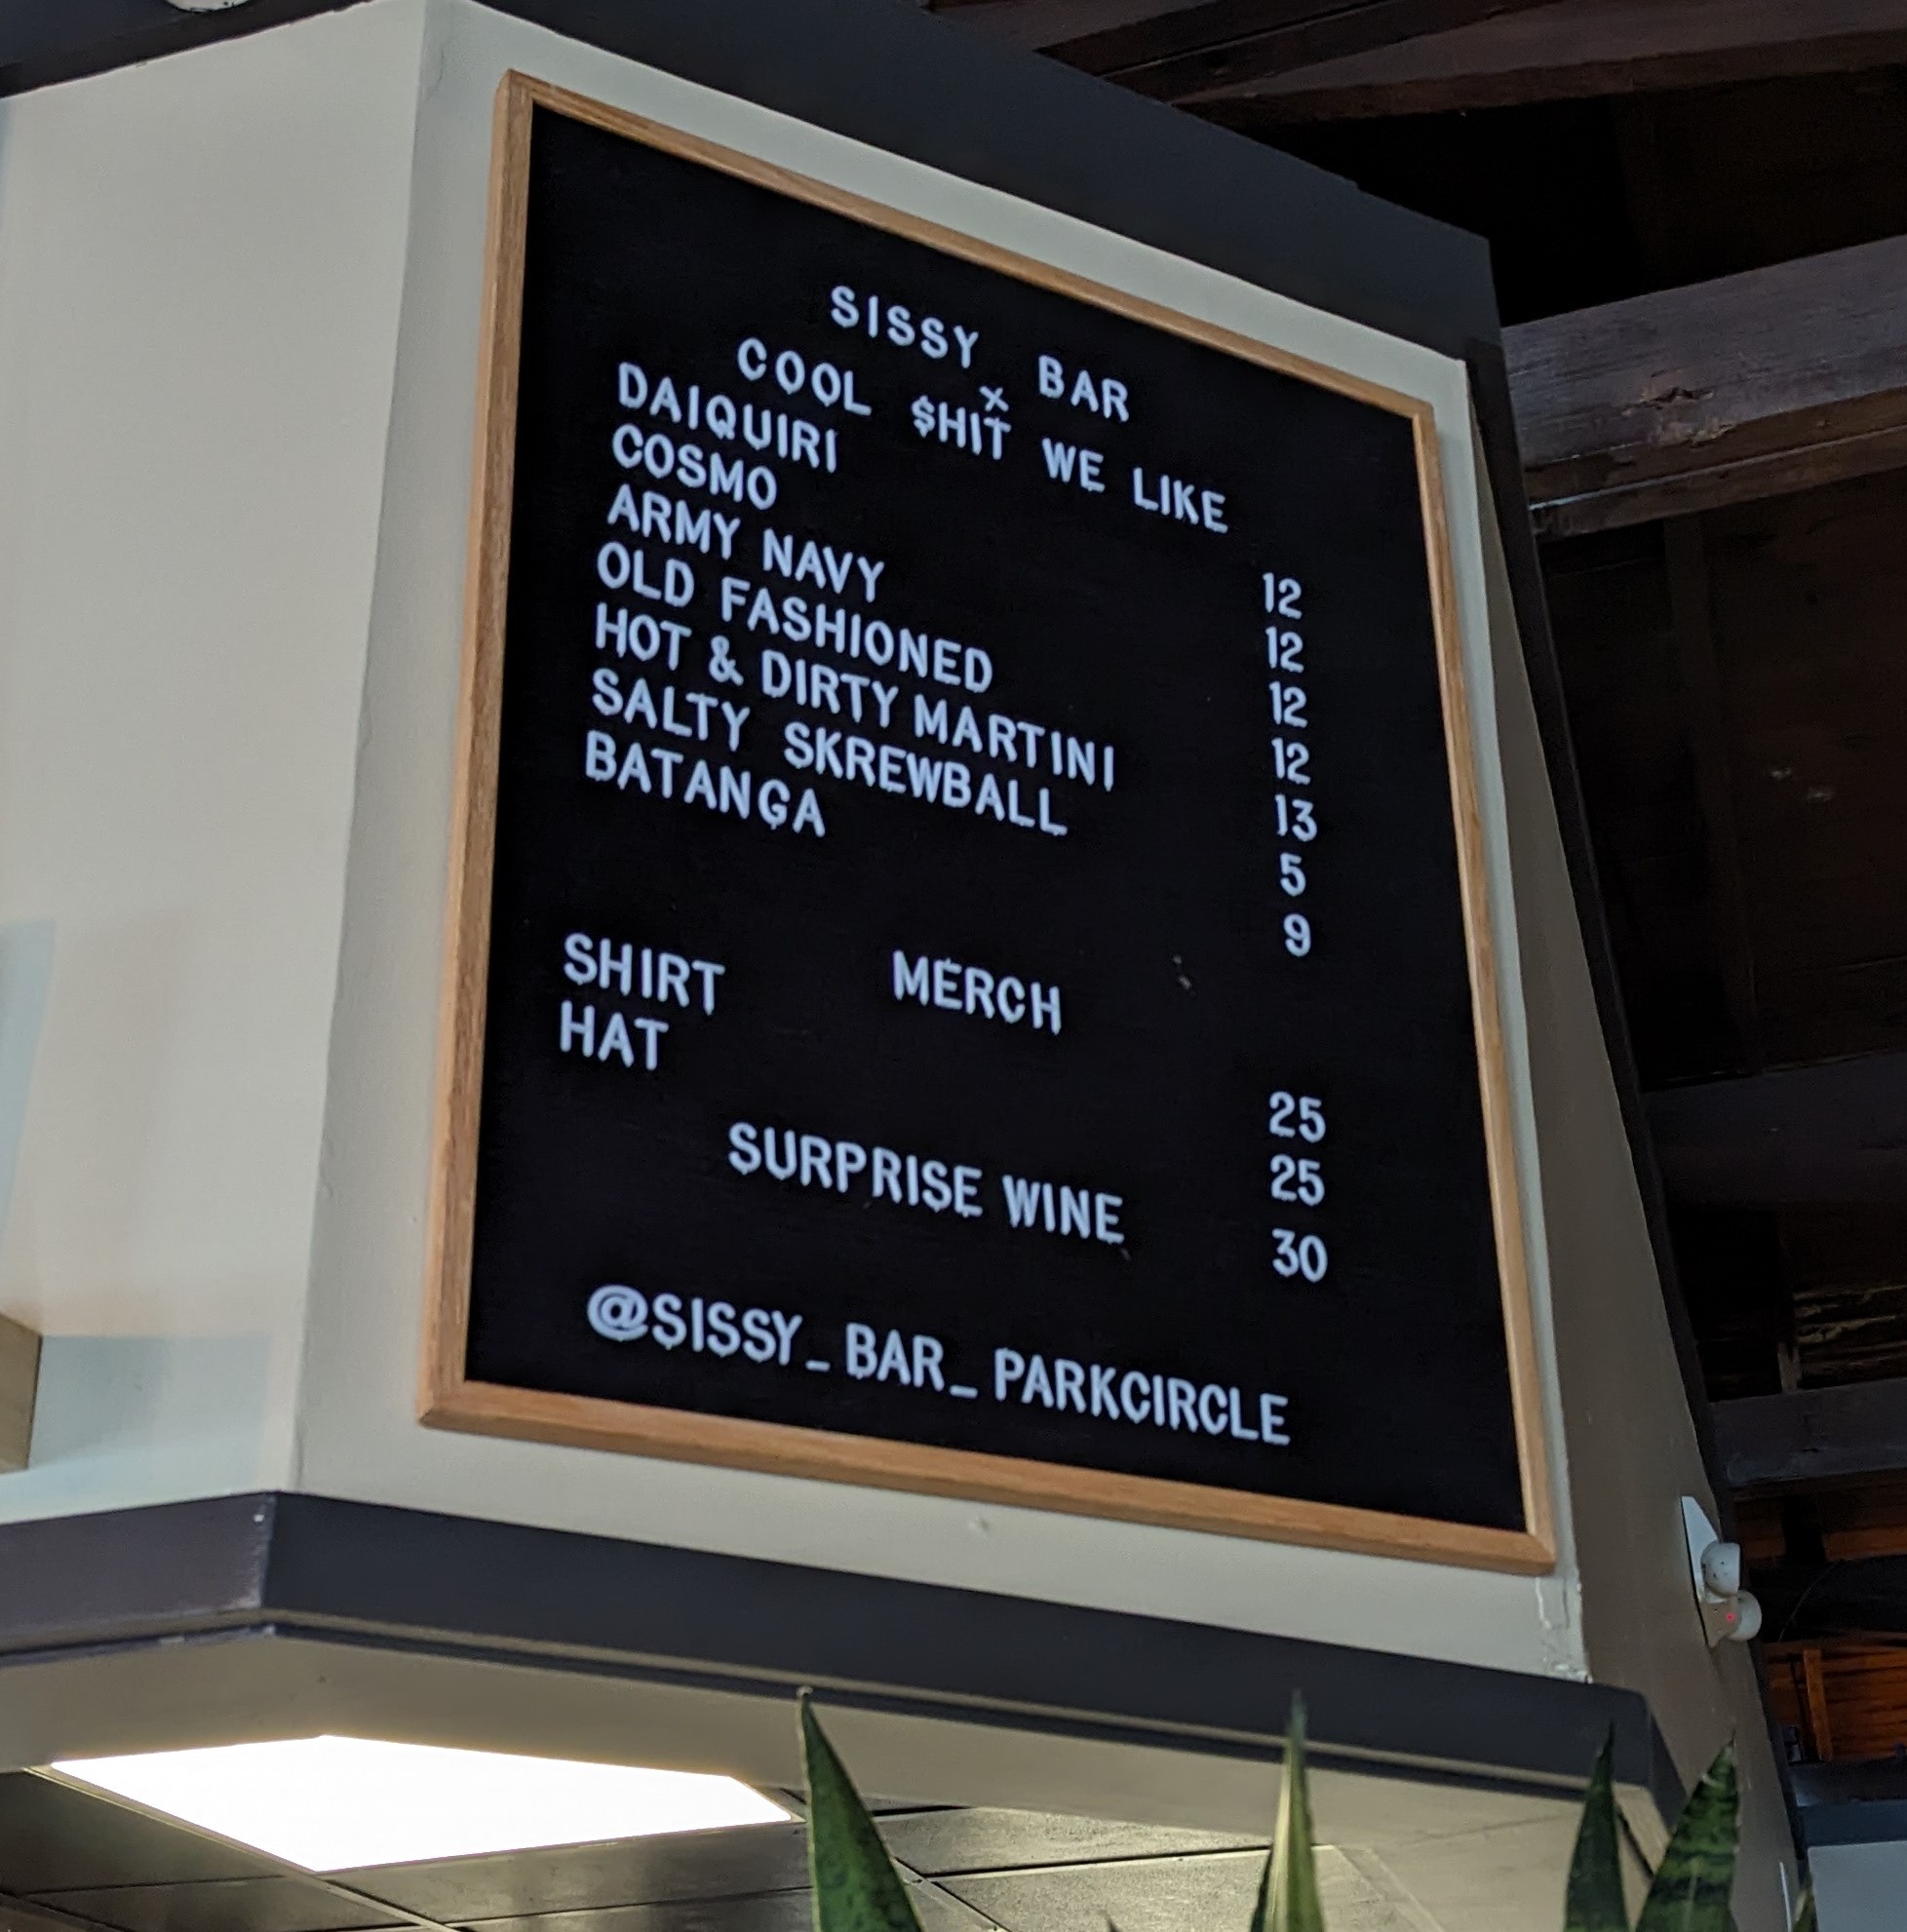 SISSY BAR
×
COOL $HIT WE LIKE
DAIQUIRI 12
COSMO 12
ARMY NAVY 12
OLD FASHIONED 12
HOT & DIRTY MARTINI 13
SALTY SKREWBALL 5
BATANGA 9
MERCH
SHIRT 25
HAT 25
SURPRISE WINE 30
@SISSY_BAR_PARKCIRCLE